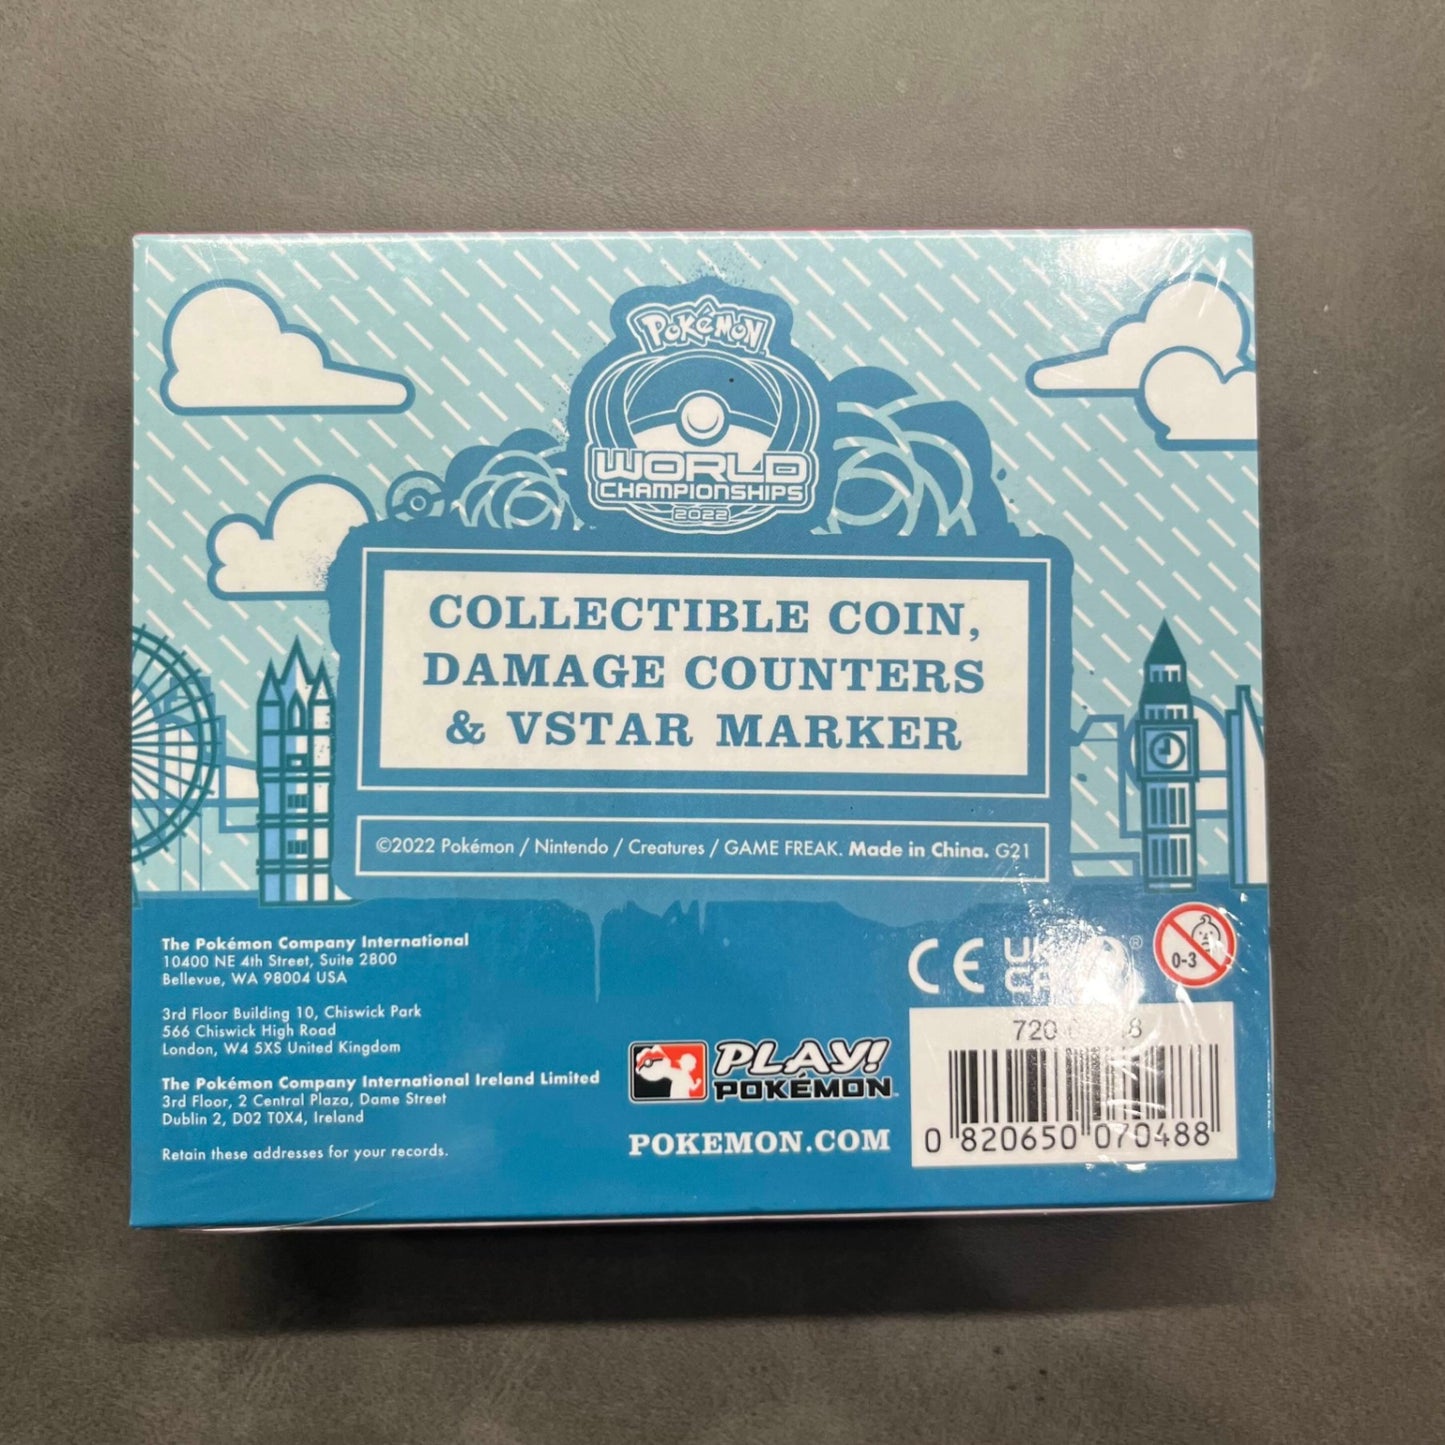 POKéMON
WORLD
CHAMPIONSHIPS
2022
COLLECTIBLE COIN,
DAMAGE COUNTERS
& VSTAR MARKER
©2022 Pokémon / Nintendo / Creatures / GAME FREAK. Made in China. G21
The Pokémon Company International
10400 NE 4th Street, Suite 2800
Bellevue, WA 98004 USA
3rd Floor Building 10, Chiswick Park
566 Chiswick High Road
London, W4 5XS United Kingdom
The Pokémon Company International Ireland Limited
3rd Floor, 2 Central Plaza, Dame Street
Dublin 2, D02 T0X4, Ireland
Retain these addresses for your records.
PLAY!
POKÉMON
POKEMON.COM
CE UK
CA ®
0-3
0 820650 070488